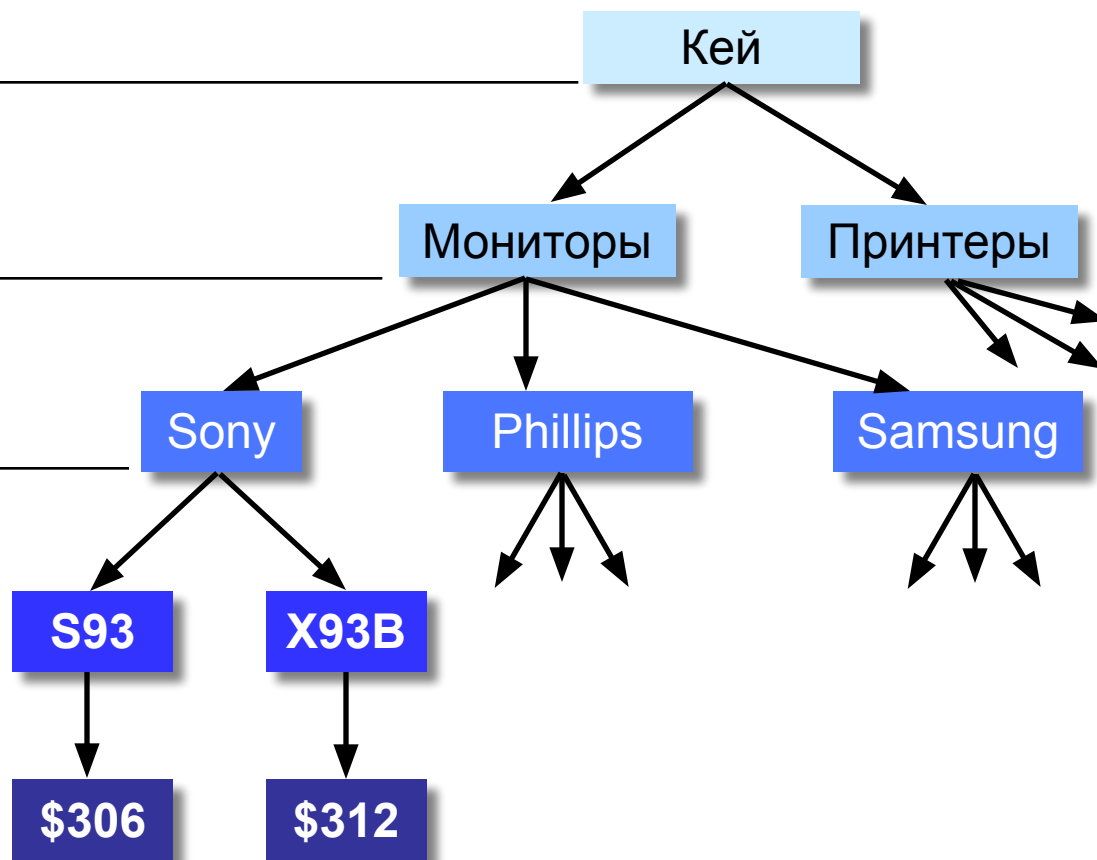 Кей
Мониторы
Принтеры
Sony
Phillips
Samsung
S93
X93B
$306
$312